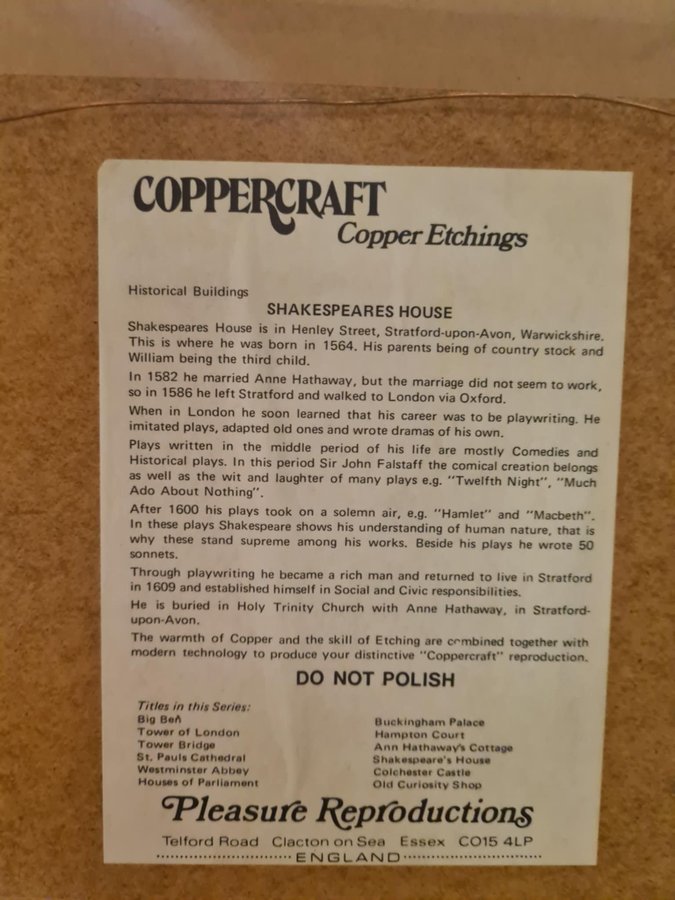 COPPERCRAFT
Copper Etchings
Historical Buildings
SHAKESPEARES HOUSE
Shakespeares House is in Henley Street, Stratford-upon-Avon, Warwickshire.
This is where he was born in 1564. His parents being of country stock and
William being the third child.
In 1582 he married Anne Hathaway, but the marriage did not seem to work,
so in 1586 he left Stratford and walked to London via Oxford.
When in London he soon learned that his career was to be playwriting. He
imitated plays, adapted old ones and wrote dramas of his own.
Plays written in the middle period of his life are mostly Comedies and
Historical plays. In this period Sir John Falstaff the comical creation belongs
as well as the wit and laughter of many plays e.g. "Twelfth Night", "Much
Ado About Nothing".
After 1600 his plays took on a solemn air, e.g. "Hamlet" and "Macbeth".
In these plays Shakespeare shows his understanding of human nature, that is
why these stand supreme among his works. Beside his plays he wrote 50
sonnets.
Through playwriting he became a rich man and returned to live in Stratford
in 1609 and established himself in Social and Civic responsibilities.
He is buried in Holy Trinity Church with Anne Hathaway, in Stratford-
upon-Avon.
The warmth of Copper and the skill of Etching are combined together with
modern technology to produce your distinctive "Coppercraft" reproduction.
DO NOT POLISH
Titles in this Series:
Big Ben
Tower of London
Tower Bridge
St. Pauls Cathedral
Westminster Abbey
Houses of Parliament
Buckingham Palace
Hampton Court
Ann Hathaway's Cottage
Shakespeare's House
Colchester Castle
Old Curiosity Shop
Pleasure Reproductions
Telford Road Clacton on Sea Essex CO15 4LP
ENGLAND